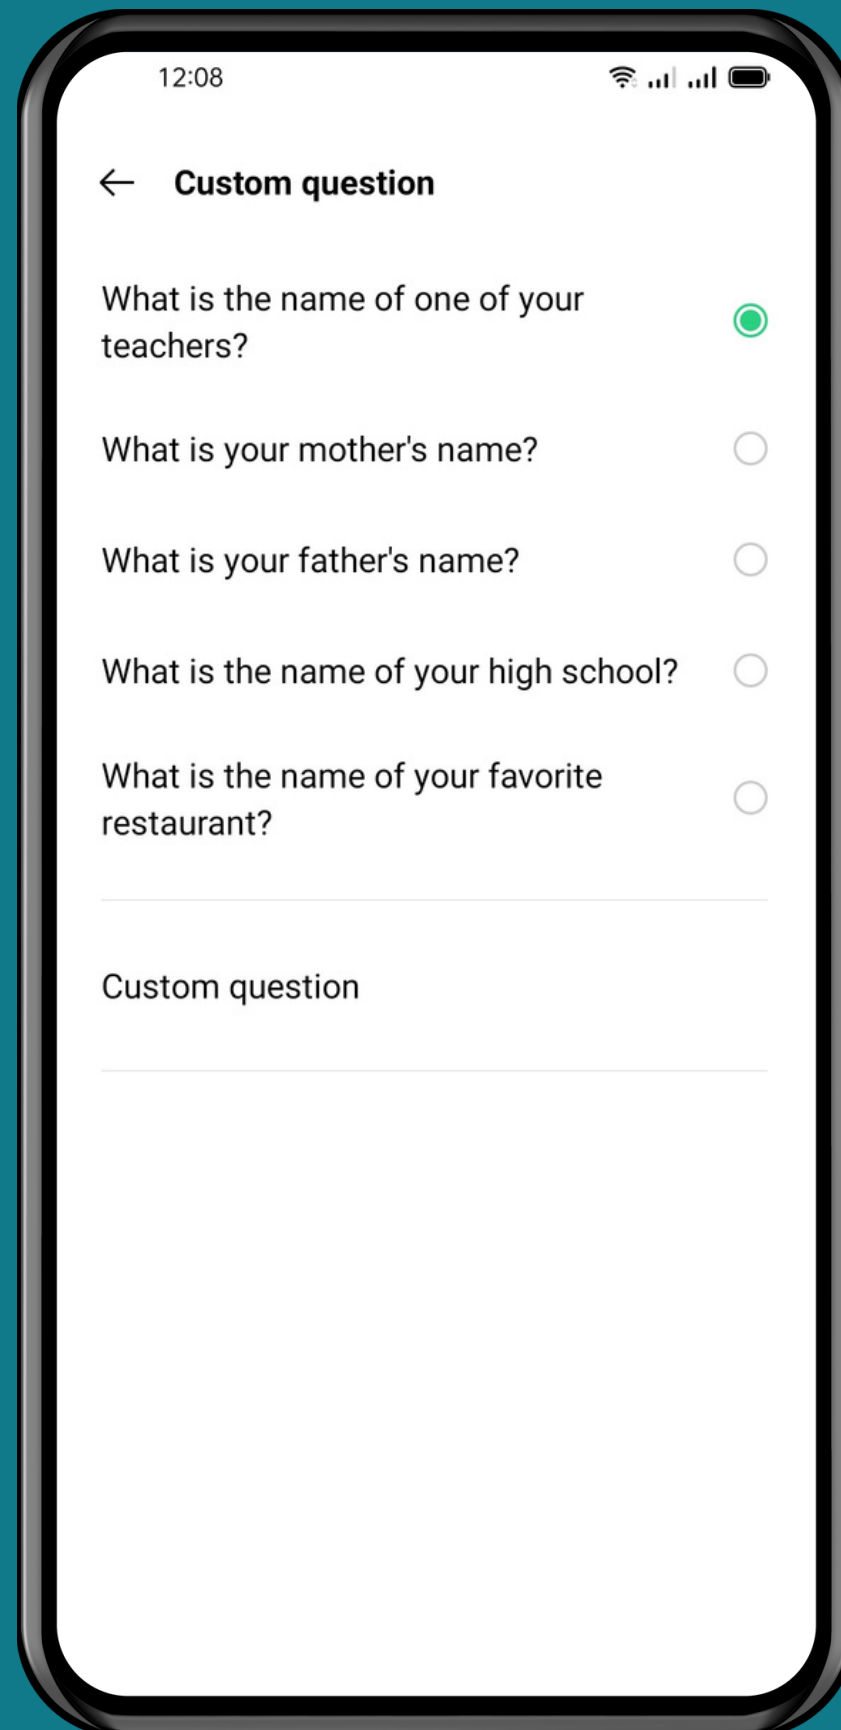 12:08
Custom question
What is the name of one of your
teachers?
What is your mother's name?
What is your father's name?
What is the name of your high school?
What is the name of your favorite
restaurant?
Custom question